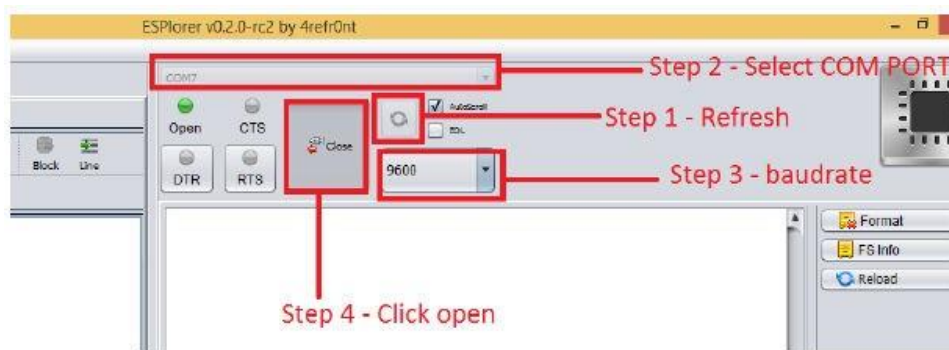 ESPlorer v0.2.0-rc2 by 4refr0nt
COM7
Step 2 - Select COM PORT
Open
CTS
Close
AutoScroll
EOL
Step 1 - Refresh
Block
Line
DTR
RTS
9600
Step 3 - baudrate
Format
FS Info
Reload
Step 4 - Click open